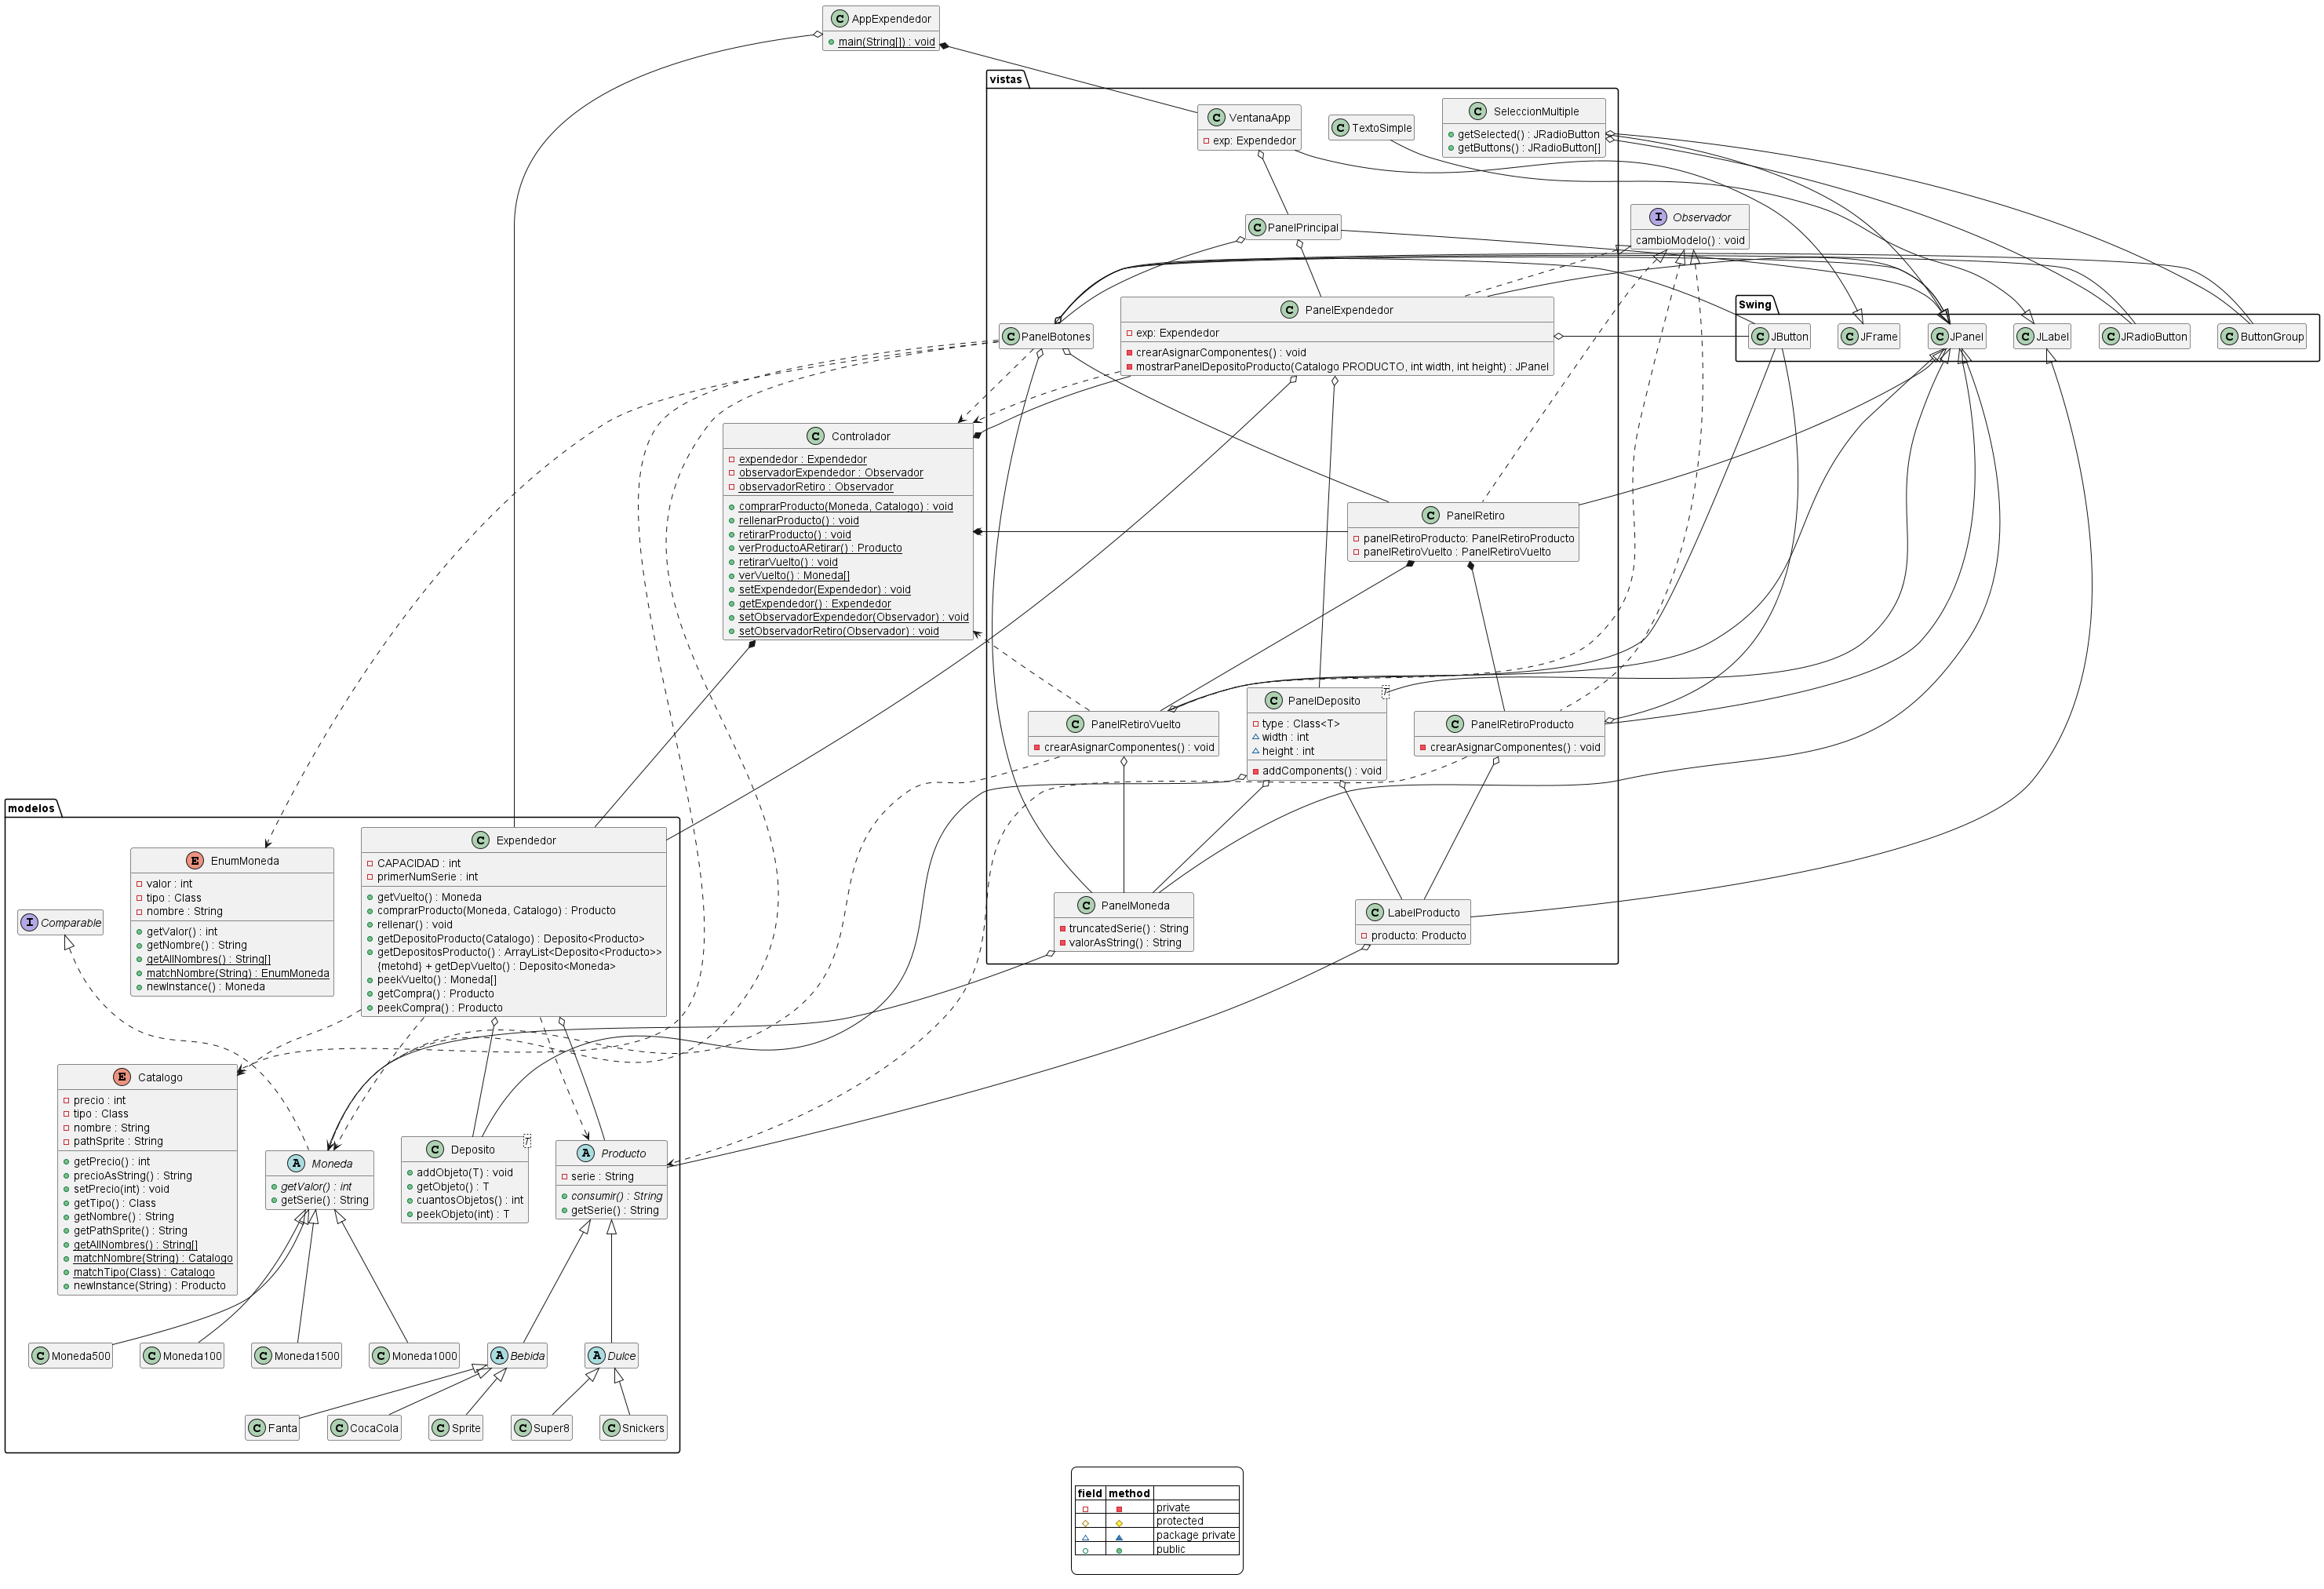 AppExpendedor
main(String[]) : void
vistas
VentanaApp
exp: Expendedor
TextoSimple
SeleccionMultiple
getSelected() : JRadioButton
getButtons() : JRadioButton[]
PanelPrincipal
Observador
cambioModelo() : void
PanelBotones
PanelExpendedor
exp: Expendedor
crearAsignarComponentes() : void
mostrarPanelDepositoProducto(Catalogo PRODUCTO, int width, int height) : JPanel
Swing
JButton
JFrame
JPanel
JLabel
JRadioButton
ButtonGroup
Controlador
expendedor : Expendedor
observadorExpendedor : Observador
observadorRetiro : Observador
comprarProducto(Moneda, Catalogo) : void
rellenarProducto() : void
retirarProducto() : void
verProductoARetirar() : Producto
retirarVuelto() : void
verVuelto() : Moneda[]
setExpendedor(Expendedor) : void
getExpendedor() : Expendedor
setObservadorExpendedor(Observador) : void
setObservadorRetiro(Observador) : void
PanelRetiro
panelRetiroProducto: PanelRetiroProducto
panelRetiroVuelto : PanelRetiroVuelto
PanelRetiroVuelto
crearAsignarComponentes() : void
PanelDeposito
T
type : Class<T>
width : int
height : int
addComponents() : void
PanelRetiroProducto
crearAsignarComponentes() : void
PanelMoneda
truncatedSerie() : String
valorAsString() : String
LabelProducto
producto: Producto
modelos
Comparable
EnumMoneda
valor : int
tipo : Class
nombre : String
getValor() : int
getNombre() : String
getAllNombres() : String[]
matchNombre(String) : EnumMoneda
newInstance() : Moneda
Expendedor
CAPACIDAD : int
primerNumSerie : int
getVuelto() : Moneda
comprarProducto(Moneda, Catalogo) : Producto
rellenar() : void
getDepositoProducto(Catalogo) : Deposito<Producto>
getDepositosProducto() : ArrayList<Deposito<Producto>>
{metohd} + getDepVuelto() : Deposito<Moneda>
peekVuelto() : Moneda[]
getCompra() : Producto
peekCompra() : Producto
Catalogo
precio : int
tipo : Class
nombre : String
pathSprite : String
getPrecio() : int
precioAsString() : String
setPrecio(int) : void
getTipo() : Class
getNombre() : String
getPathSprite() : String
getAllNombres() : String[]
matchNombre(String) : Catalogo
matchTipo(Class) : Catalogo
newInstance(String) : Producto
Moneda
getValor() : int
getSerie() : String
Deposito
T
addObjeto(T) : void
getObjeto() : T
cuantosObjetos() : int
peekObjeto(int) : T
Producto
serie : String
consumir() : String
getSerie() : String
Moneda500
Moneda100
Moneda1500
Moneda1000
Bebida
Dulce
Fanta
CocaCola
Sprite
Super8
Snickers
field method
private
protected
package private
public